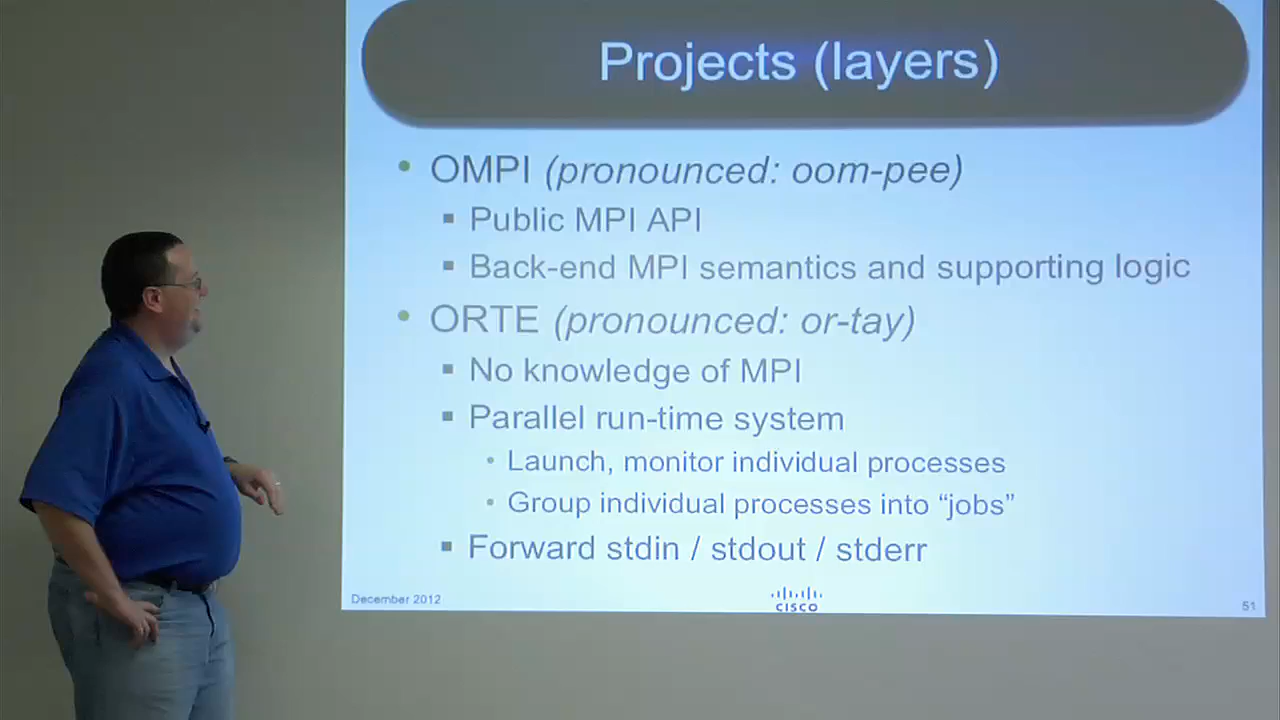 Projects (layers)
• OMPI (pronounced: oom-pee)
▪ Public MPI API
▪ Back-end MPI semantics and supporting logic
• ORTE (pronounced: or-tay)
▪ No knowledge of MPI
▪ Parallel run-time system
• Launch, monitor individual processes
• Group individual processes into “jobs”
▪ Forward stdin / stdout / stderr
December 2012
CISCO
51